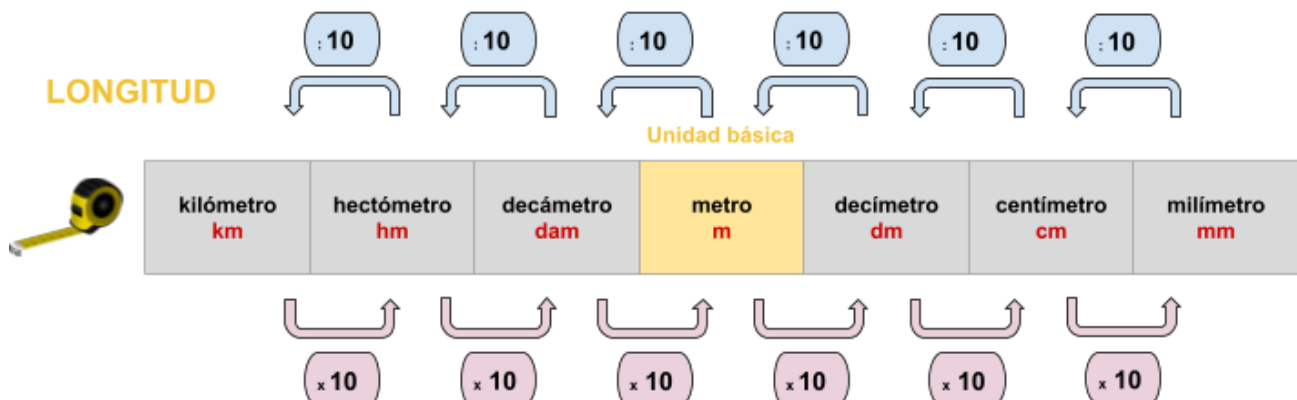 : 10
: 10
: 10
: 10
: 10
: 10
LONGITUD
Unidad básica
kilómetro
km
hectómetro
hm
decámetro
dam
metro
m
decímetro
dm
centímetro
cm
milímetro
mm
x 10
x 10
x 10
x 10
x 10
x 10